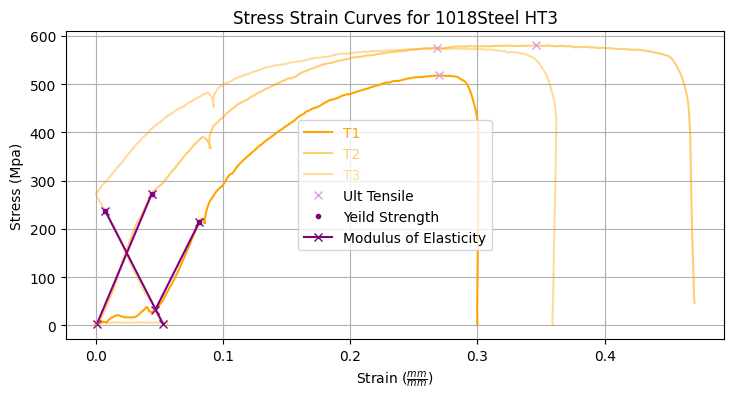 Stress Strain Curves for 1018Steel HT3
Stress (Mpa)
600
500
400
300
200
100
0
T1
T2
T3
Ult Tensile
Yeild Strength
Modulus of Elasticity
0.0 0.1 0.2 0.3 0.4
Strain (mm/mm)